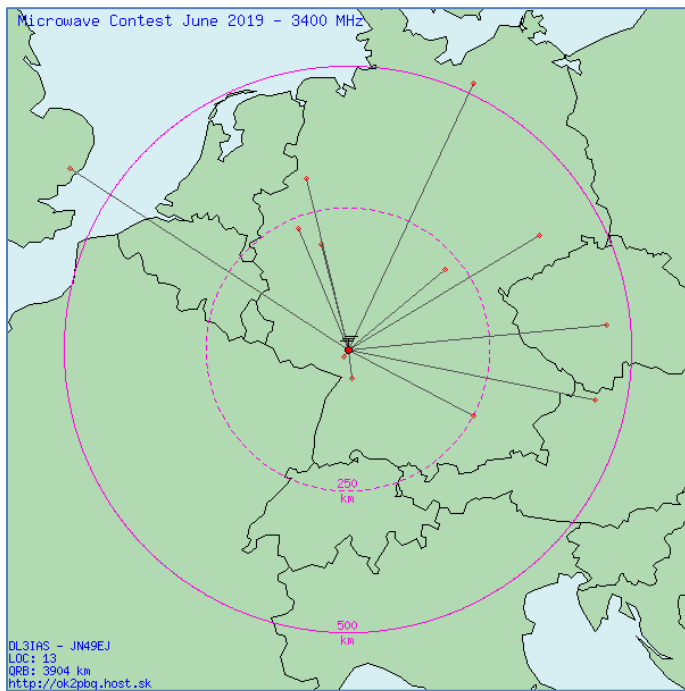 Microwave Contest June 2019 - 3400 MHz
250
km
500
km
DL3IAS - JN49EJ
LOC: 13
QRB: 3904 km
http://ok2pbq.host.sk